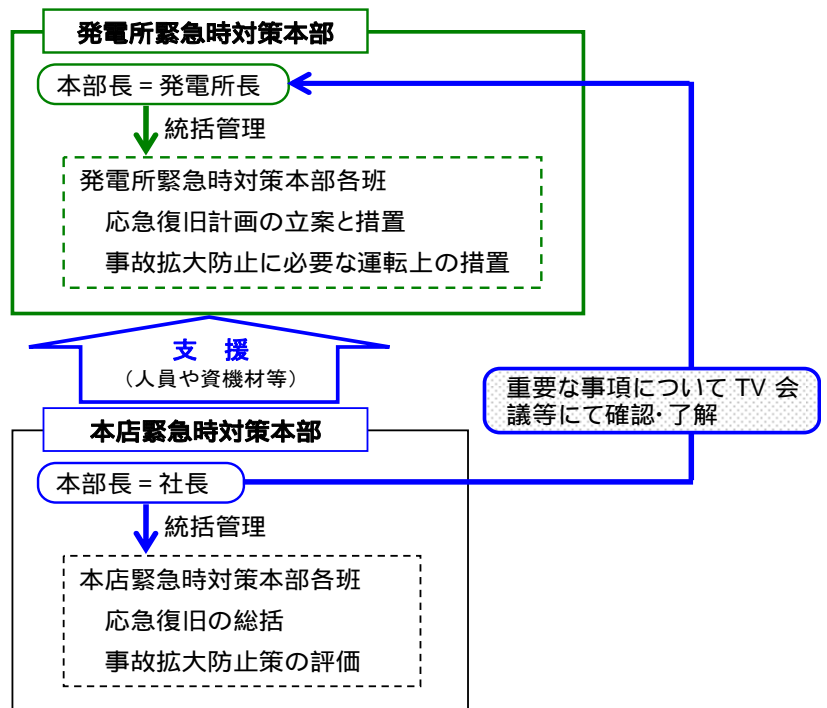 発電所緊急時対策本部
本部長=発電所長
統括管理
発電所緊急時対策本部各班
応急復旧計画の立案と措置
事故拡大防止に必要な運転上の措置
支 援
(人員や資機材等)
重要な事項について TV 会
議等にて確認・了解
本店緊急時対策本部
本部長=社長
統括管理
本店緊急時対策本部各班
応急復旧の総括
事故拡大防止策の評価